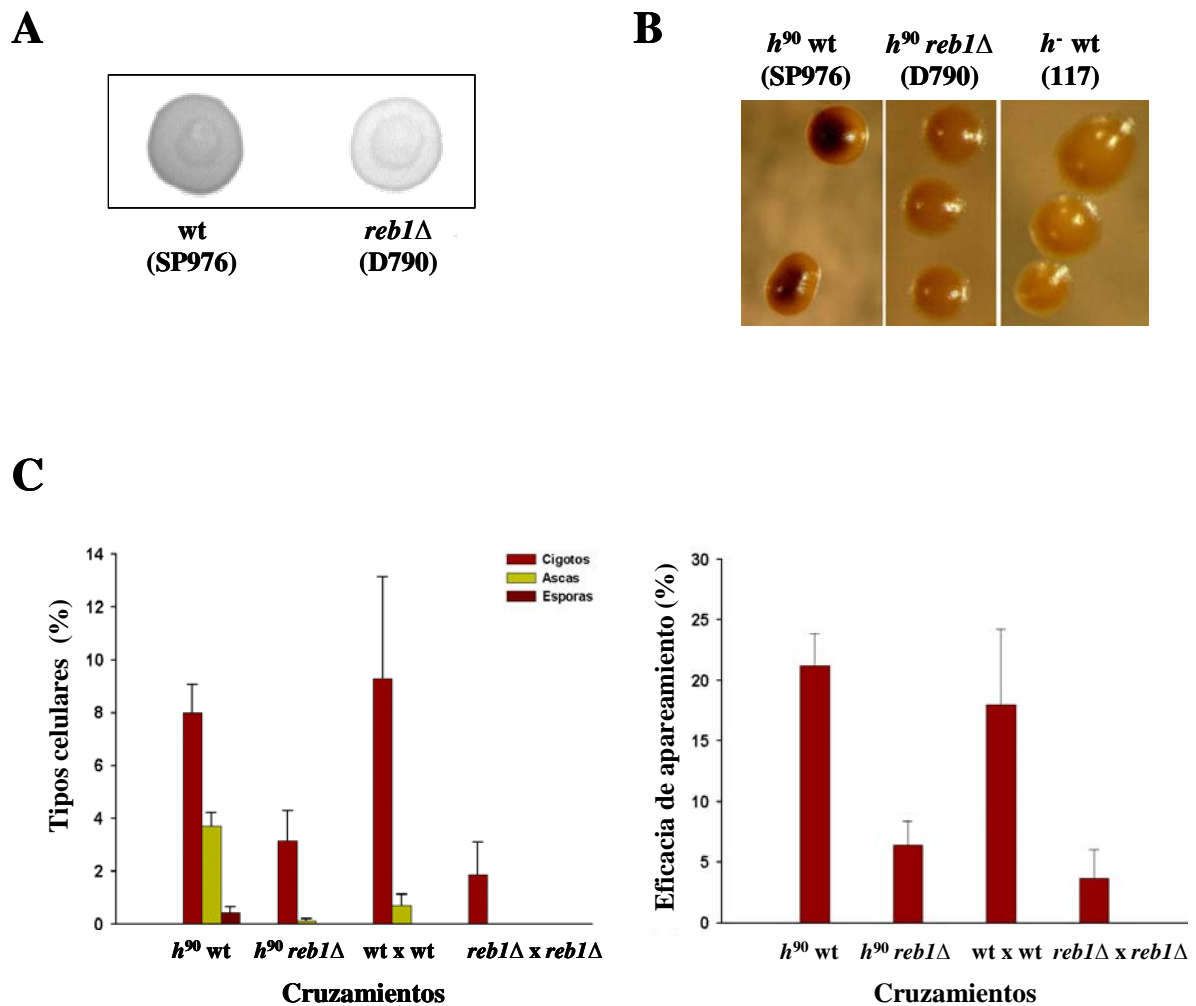 A
wt
(SP976)
reb1Δ
(D790)
B
h⁹⁰ wt
(SP976)
h⁹⁰ reb1Δ
(D790)
h⁻ wt
(117)
C
Tipos celulares (%)
14
12
10
8
6
4
2
0
Cigotos
Ascas
Esporas
h⁹⁰ wt
h⁹⁰ reb1Δ
wt x wt
reb1Δ x reb1Δ
Cruzamientos
Eficacia de apareamiento (%)
30
25
20
15
10
5
0
h⁹⁰ wt
h⁹⁰ reb1Δ
wt x wt
reb1Δ x reb1Δ
Cruzamientos